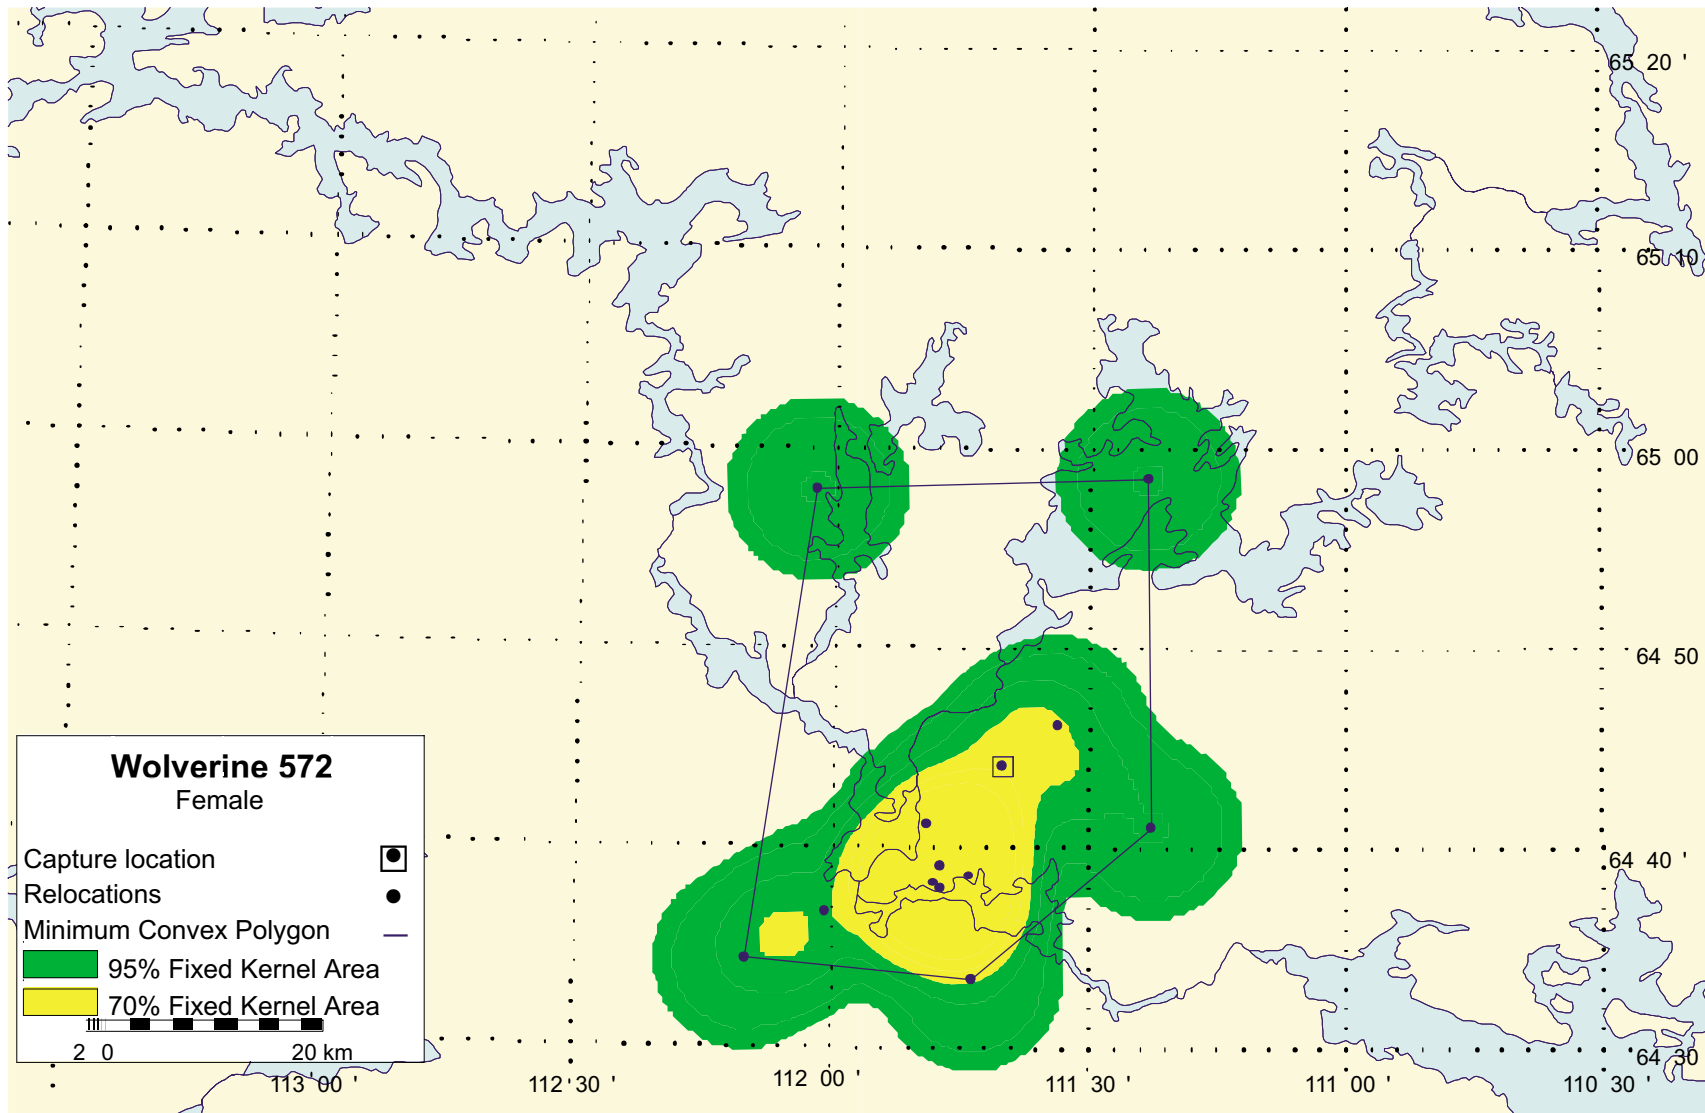 65 20 '
65 10
65 00
64 50
64 40 '
64 30
Wolverine 572
Female
Capture location
Relocations
Minimum Convex Polygon
95% Fixed Kernel Area
70% Fixed Kernel Area
2 0 20 km
113 00 ' 112 30 ' 112 00 ' 111 30 ' 111 00 ' 110 30 '